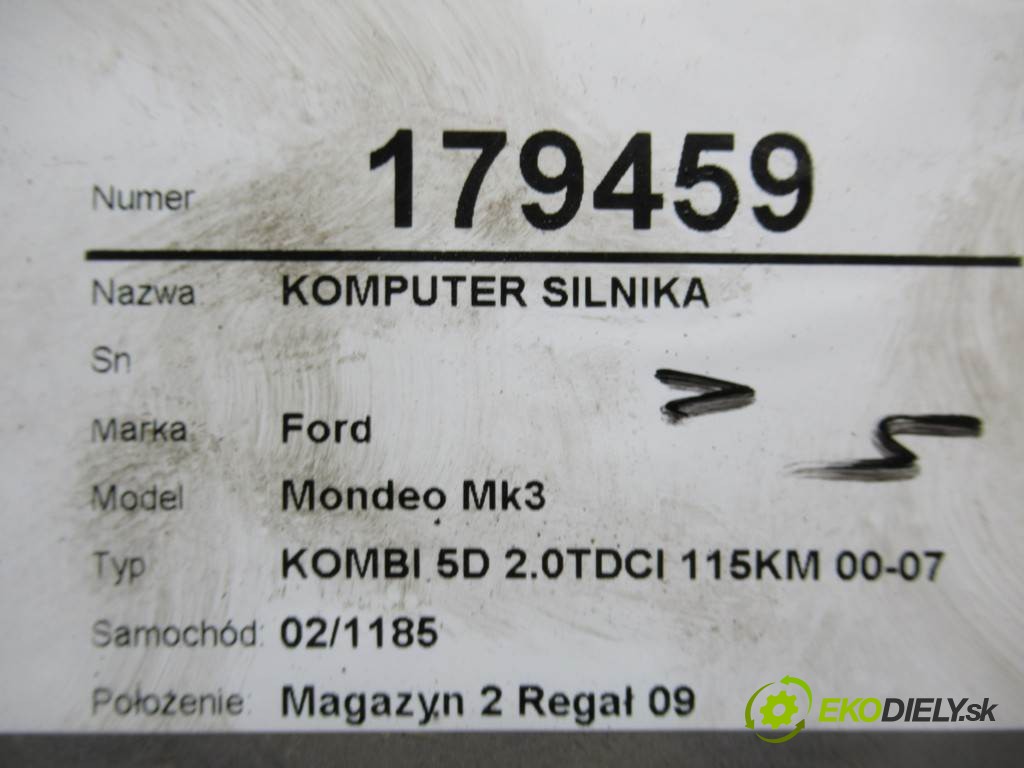 Numer 179459
Nazwa KOMPUTER SILNIKA
Sn
Marka: Ford
Model Mondeo Mk3
Typ KOMBI 5D 2.0TDCI 115KM 00-07
Samochód: 02/1185
Położenie: Magazyn 2 Regał 09
EKODIELY.sk